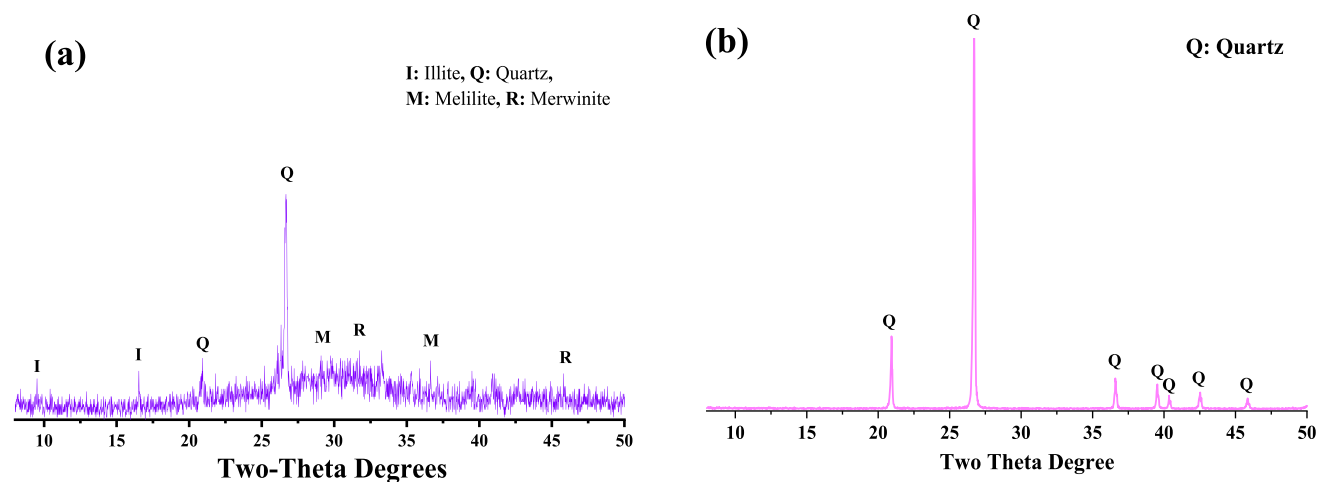 (a)
I: Illite, Q: Quartz,
M: Melilite, R: Merwinite
Q
I
I
Q
M
R
M
R
10 15 20 25 30 35 40 45 50
Two-Theta Degrees
(b)
Q: Quartz
Q
Q
Q
Q
Q
Q
Q
10 15 20 25 30 35 40 45 50
Two Theta Degree